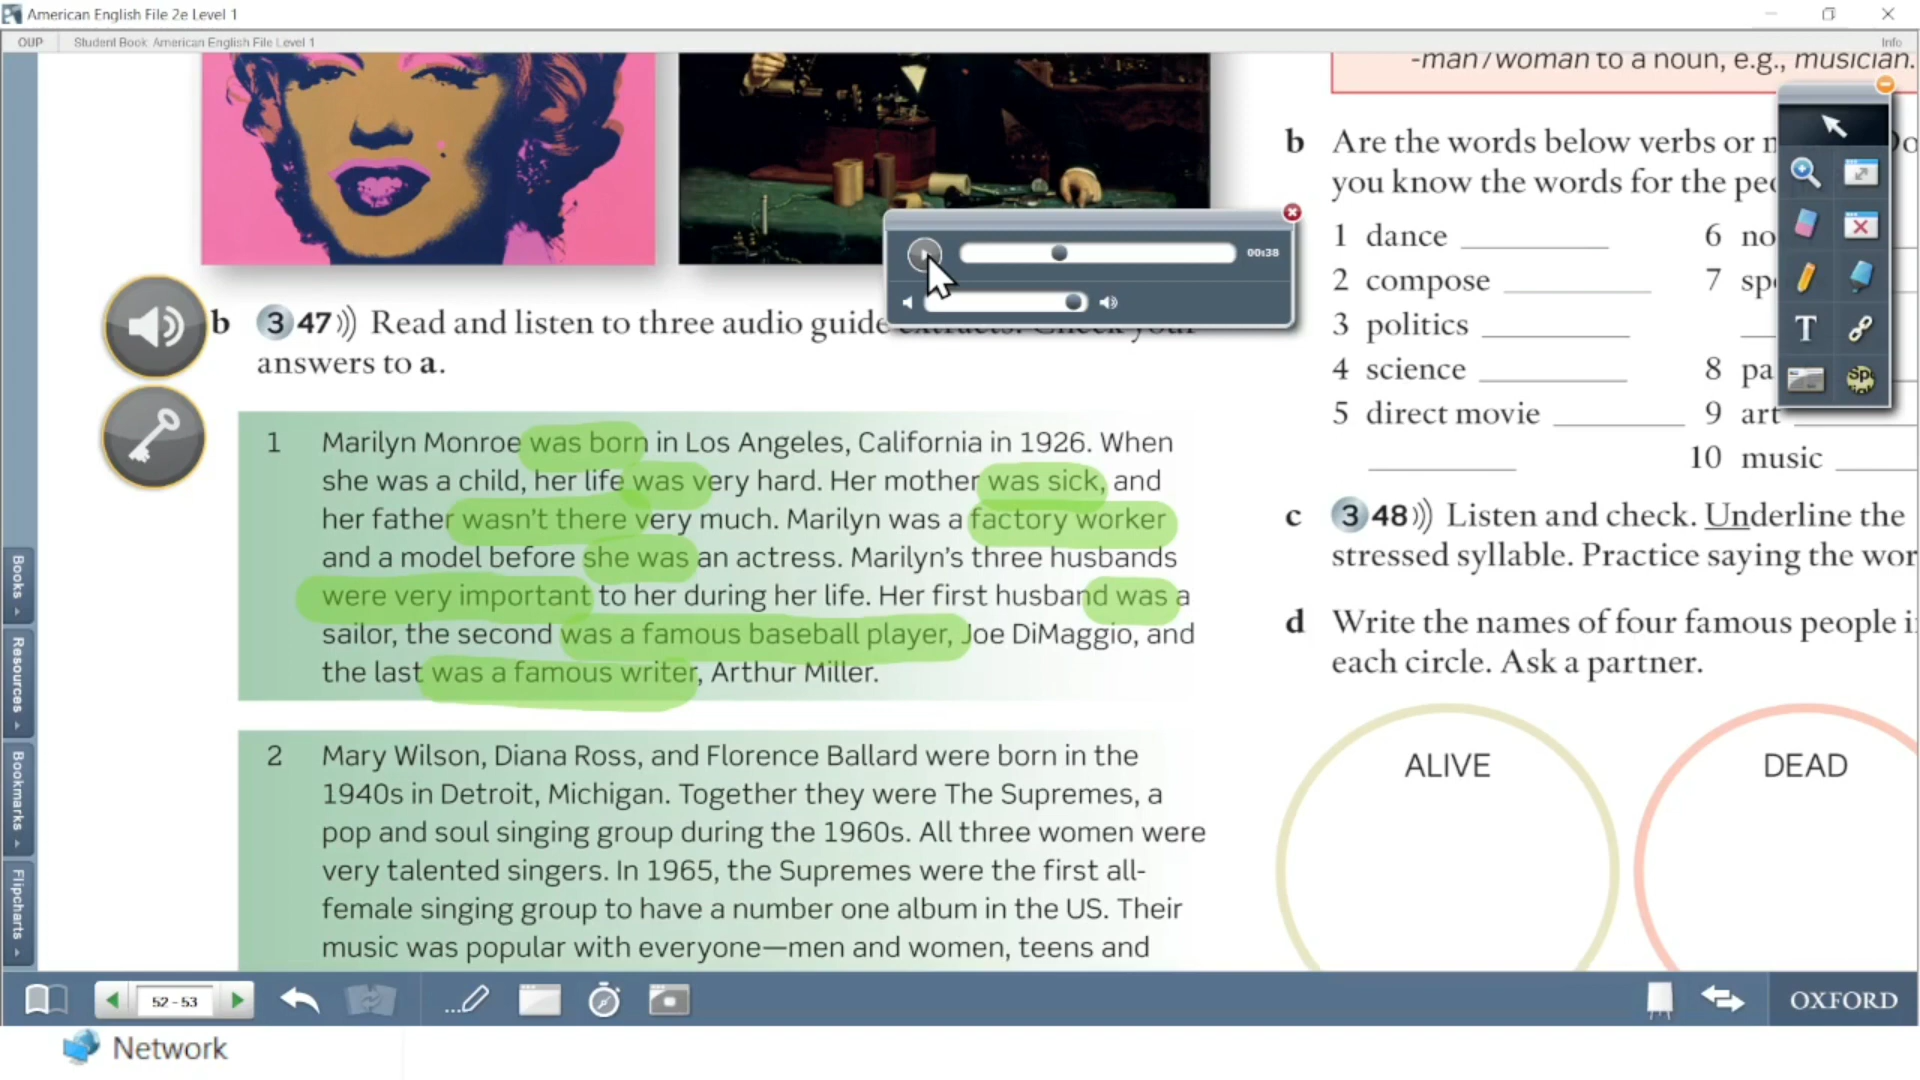 American English File 2e Level 1
OUP Student Book: American English File Level 1 Info
-man / woman to a noun, e.g., musician.
b Are the words below verbs or
you know the words for the
1 dance
2 compose
3 politics
4 science
5 direct movie
6 no
7 sp
8 pa
9 art
10 music
00:38
b 3 47 Read and listen to three audio guide extracts. Check your
answers to a.
1 Marilyn Monroe was born in Los Angeles, California in 1926. When
she was a child, her life was very hard. Her mother was sick, and
her father wasn't there very much. Marilyn was a factory worker
and a model before she was an actress. Marilyn's three husbands
were very important to her during her life. Her first husband was a
sailor, the second was a famous baseball player, Joe DiMaggio, and
the last was a famous writer, Arthur Miller.
2 Mary Wilson, Diana Ross, and Florence Ballard were born in the
1940s in Detroit, Michigan. Together they were The Supremes, a
pop and soul singing group during the 1960s. All three women were
very talented singers. In 1965, the Supremes were the first all-
female singing group to have a number one album in the US. Their
music was popular with everyone—men and women, teens and
c 3 48 Listen and check. Underline the
stressed syllable. Practice saying the
d Write the names of four famous people
each circle. Ask a partner.
ALIVE
DEAD
T
Books
Resources
Bookmarks
Flipcharts
52 - 53
OXFORD
Network